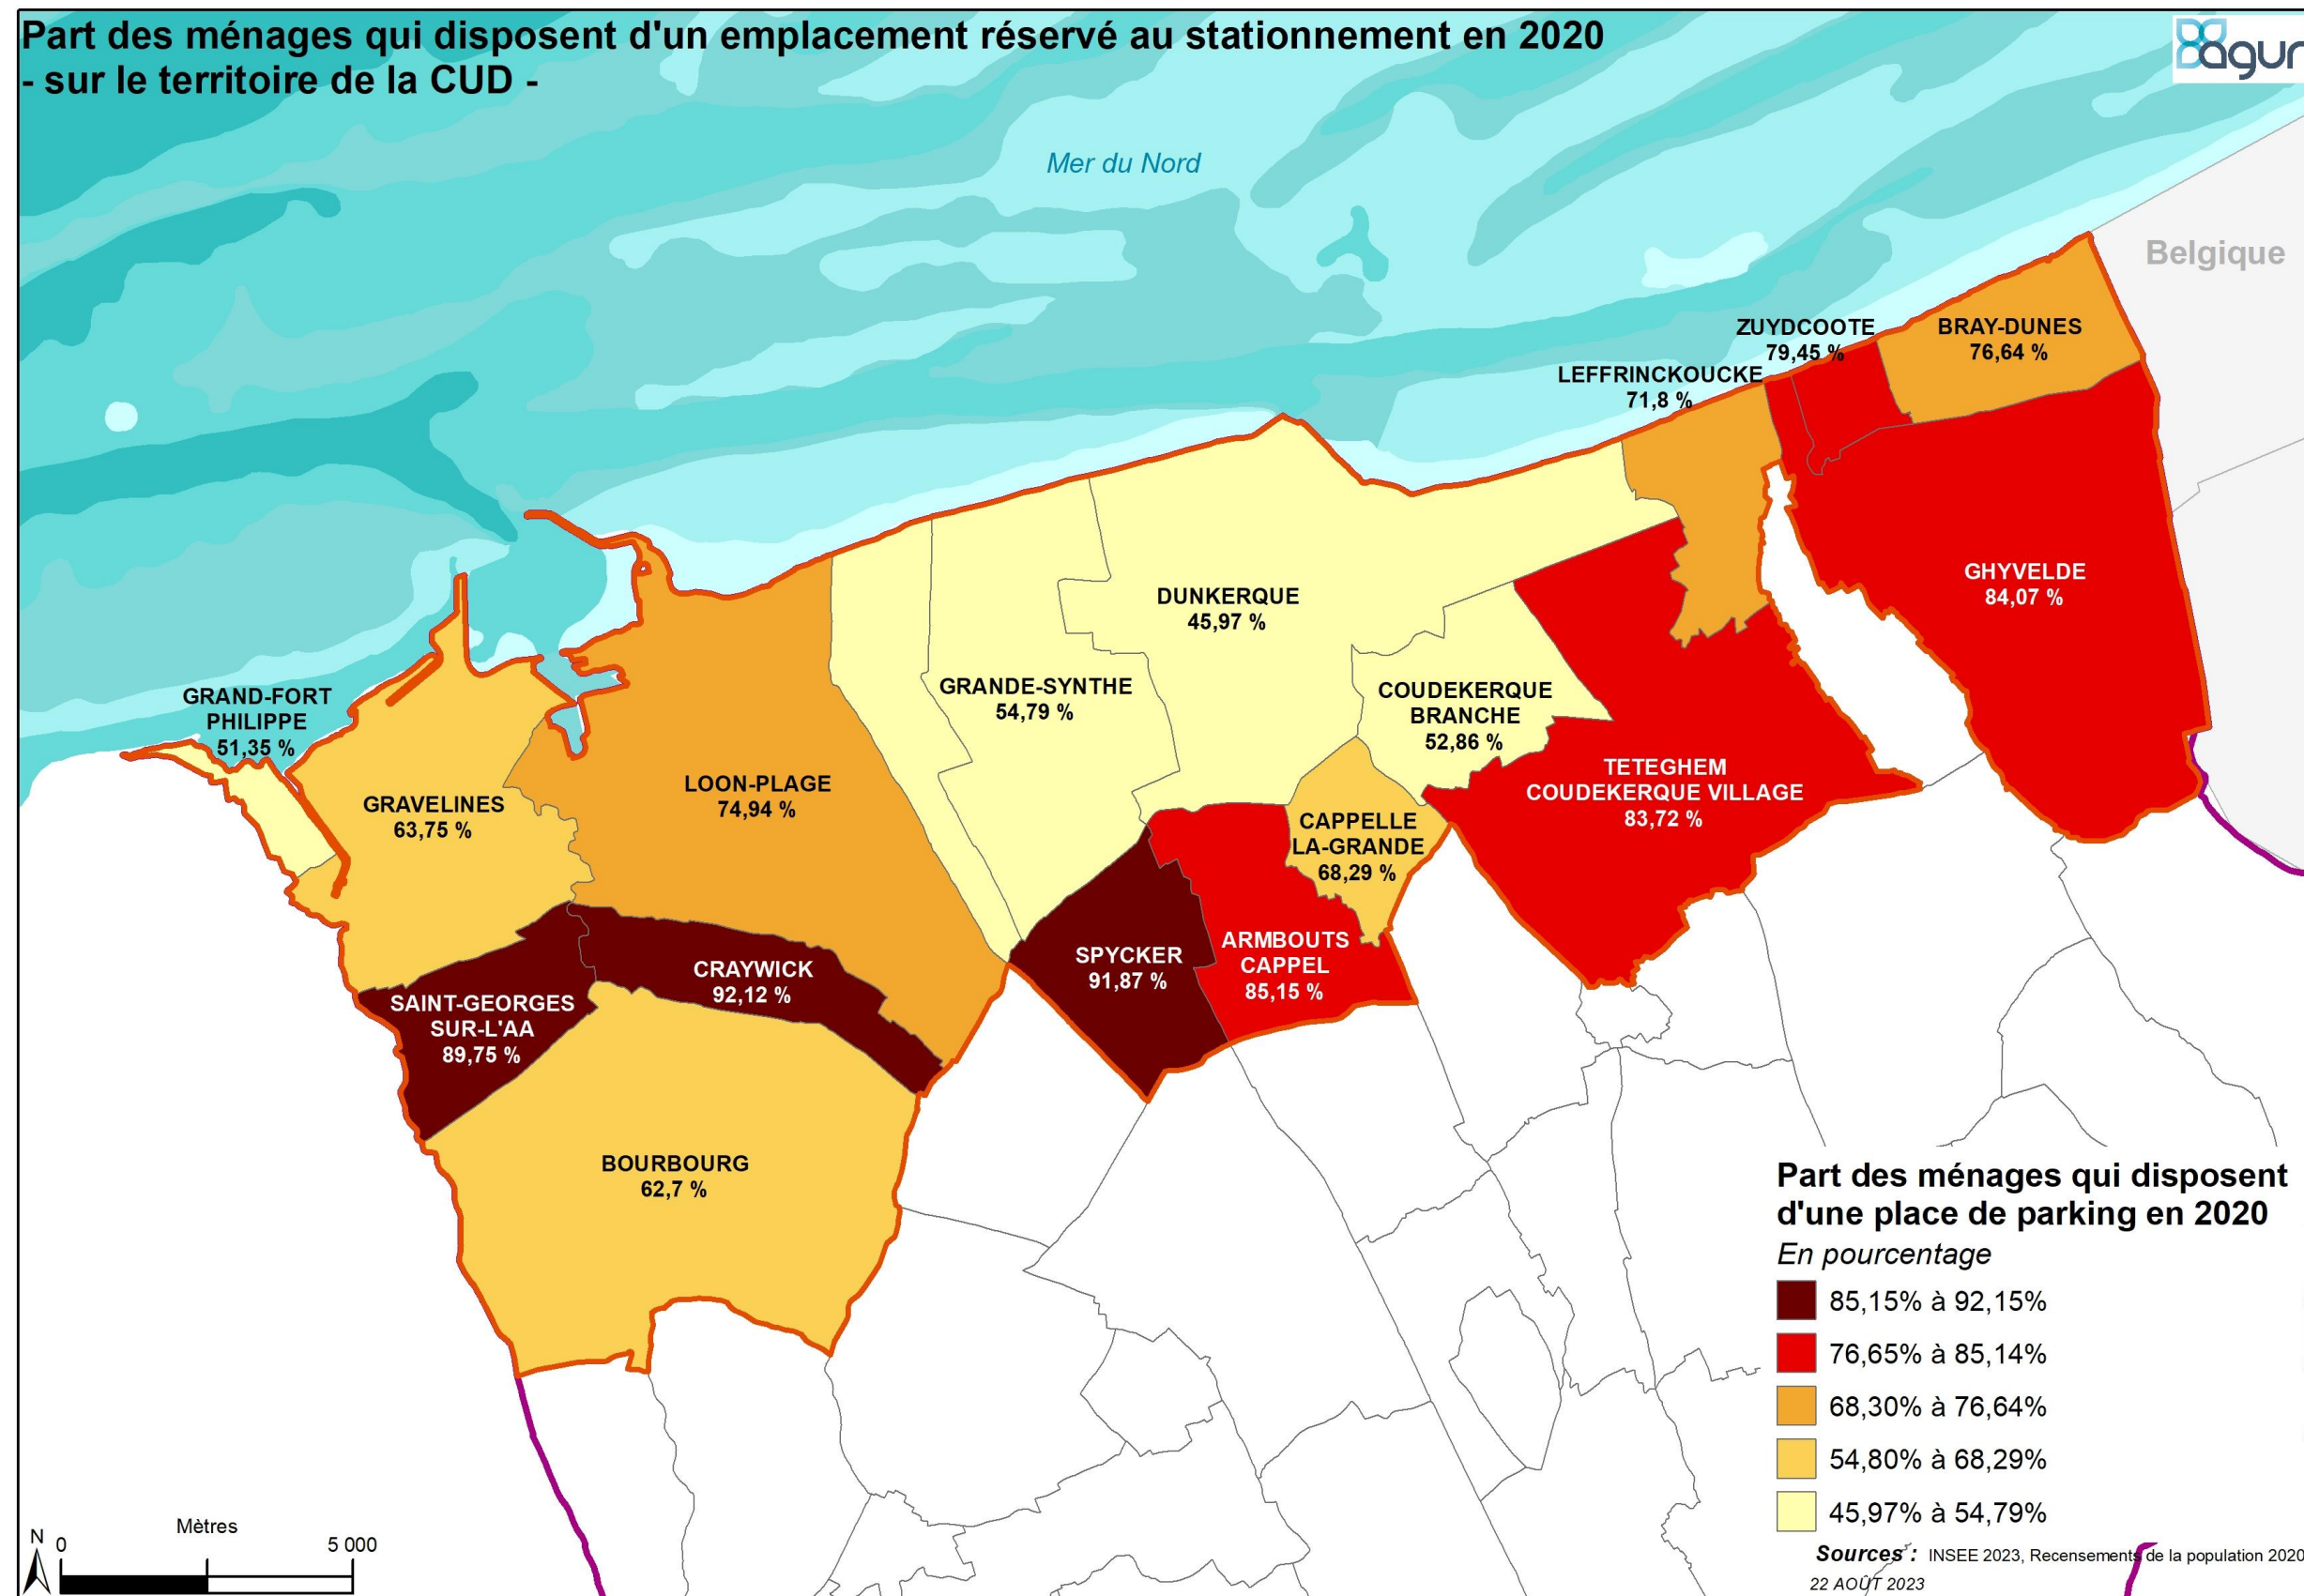 Part des ménages qui disposent d'un emplacement réservé au stationnement en 2020
- sur le territoire de la CUD -
agur
Mer du Nord
Belgique
ZUYDCOOTE
79,45 %
BRAY-DUNES
76,64 %
LEFFRINCKOUCKE
71,8 %
GHYVELDE
84,07 %
DUNKERQUE
45,97 %
GRANDE-SYNTHE
54,79 %
COUDEKERQUE
BRANCHE
52,86 %
GRAND-FORT
PHILIPPE
51,35 %
TETEGHEM
COUDEKERQUE VILLAGE
83,72 %
LOON-PLAGE
74,94 %
GRAVELINES
63,75 %
CAPPELLE
LA-GRANDE
68,29 %
ARMBOUTS
CAPPEL
85,15 %
SPYCKER
91,87 %
CRAYWICK
92,12 %
SAINT-GEORGES
SUR-L'AA
89,75 %
BOURBOURG
62,7 %
Part des ménages qui disposent
d'une place de parking en 2020
En pourcentage
85,15% à 92,15%
76,65% à 85,14%
68,30% à 76,64%
54,80% à 68,29%
45,97% à 54,79%
Sources : INSEE 2023, Recensements de la population 2020
22 AOÛT 2023
Mètres
N 0 5 000